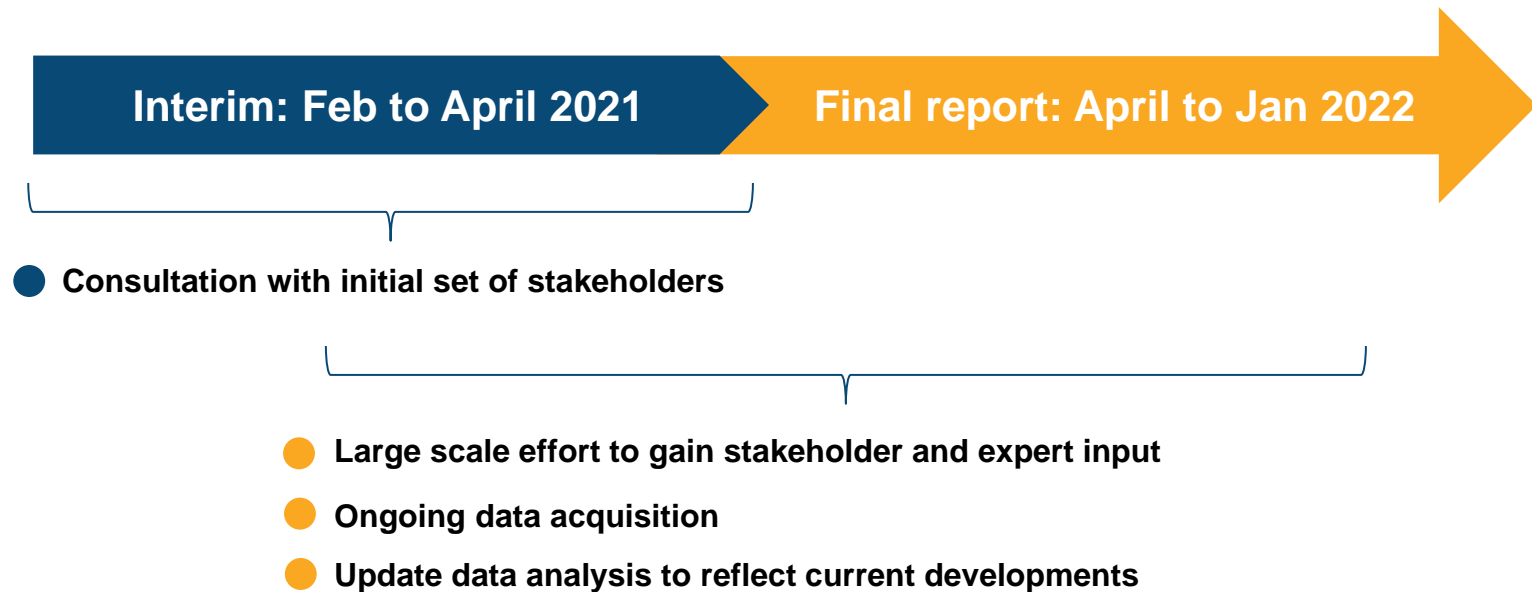 Interim: Feb to April 2021
Final report: April to Jan 2022
Consultation with initial set of stakeholders
Large scale effort to gain stakeholder and expert input
Ongoing data acquisition
Update data analysis to reflect current developments